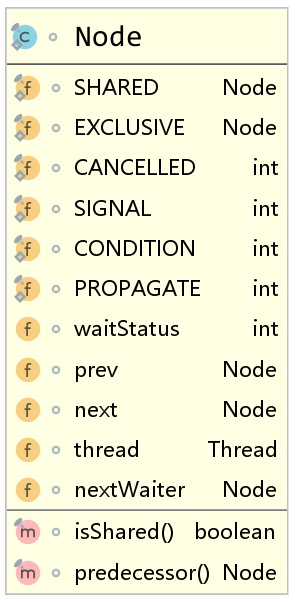 C Node
f SHARED Node
f EXCLUSIVE Node
f CANCELLED int
f SIGNAL int
f CONDITION int
f PROPAGATE int
f waitStatus int
f prev Node
f next Node
f thread Thread
f nextWaiter Node
m isShared() boolean
m predecessor() Node